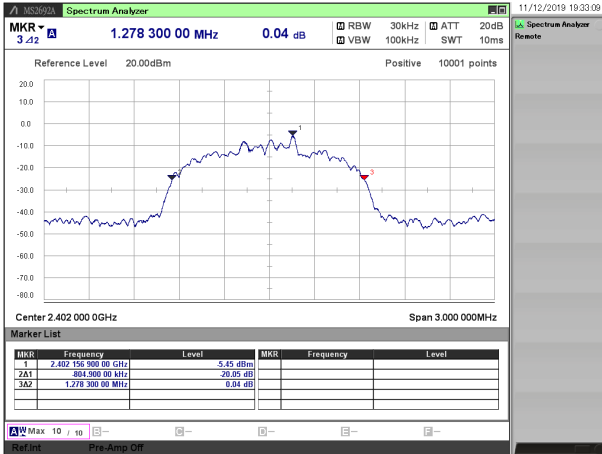 MS2692A Spectrum Analyzer
11/12/2019 19:33:09
MKR
3 Δ2 A 1.278 300 00 MHz 0.04 dB
M RBW 30kHz M ATT 20dB
M VBW 100kHz SWT 10ms
Spectrum Analyzer
Remote
Reference Level 20.00dBm Positive 10001 points
20.0
10.0
0.0
-10.0
-20.0
-30.0
-40.0
-50.0
-60.0
-70.0
-80.0
1
3
Center 2.402 000 0GHz Span 3.000 000MHz
Marker List
MKR Frequency Level MKR Frequency Level
1 2.402 156 900 00 GHz -5.45 dBm
2Δ1 -804.900 00 kHz -20.05 dB
3Δ2 1.278 300 00 MHz 0.04 dB
A W Max 10 / 10 B-- C-- D-- E-- F--
Ref.Int Pre-Amp Off